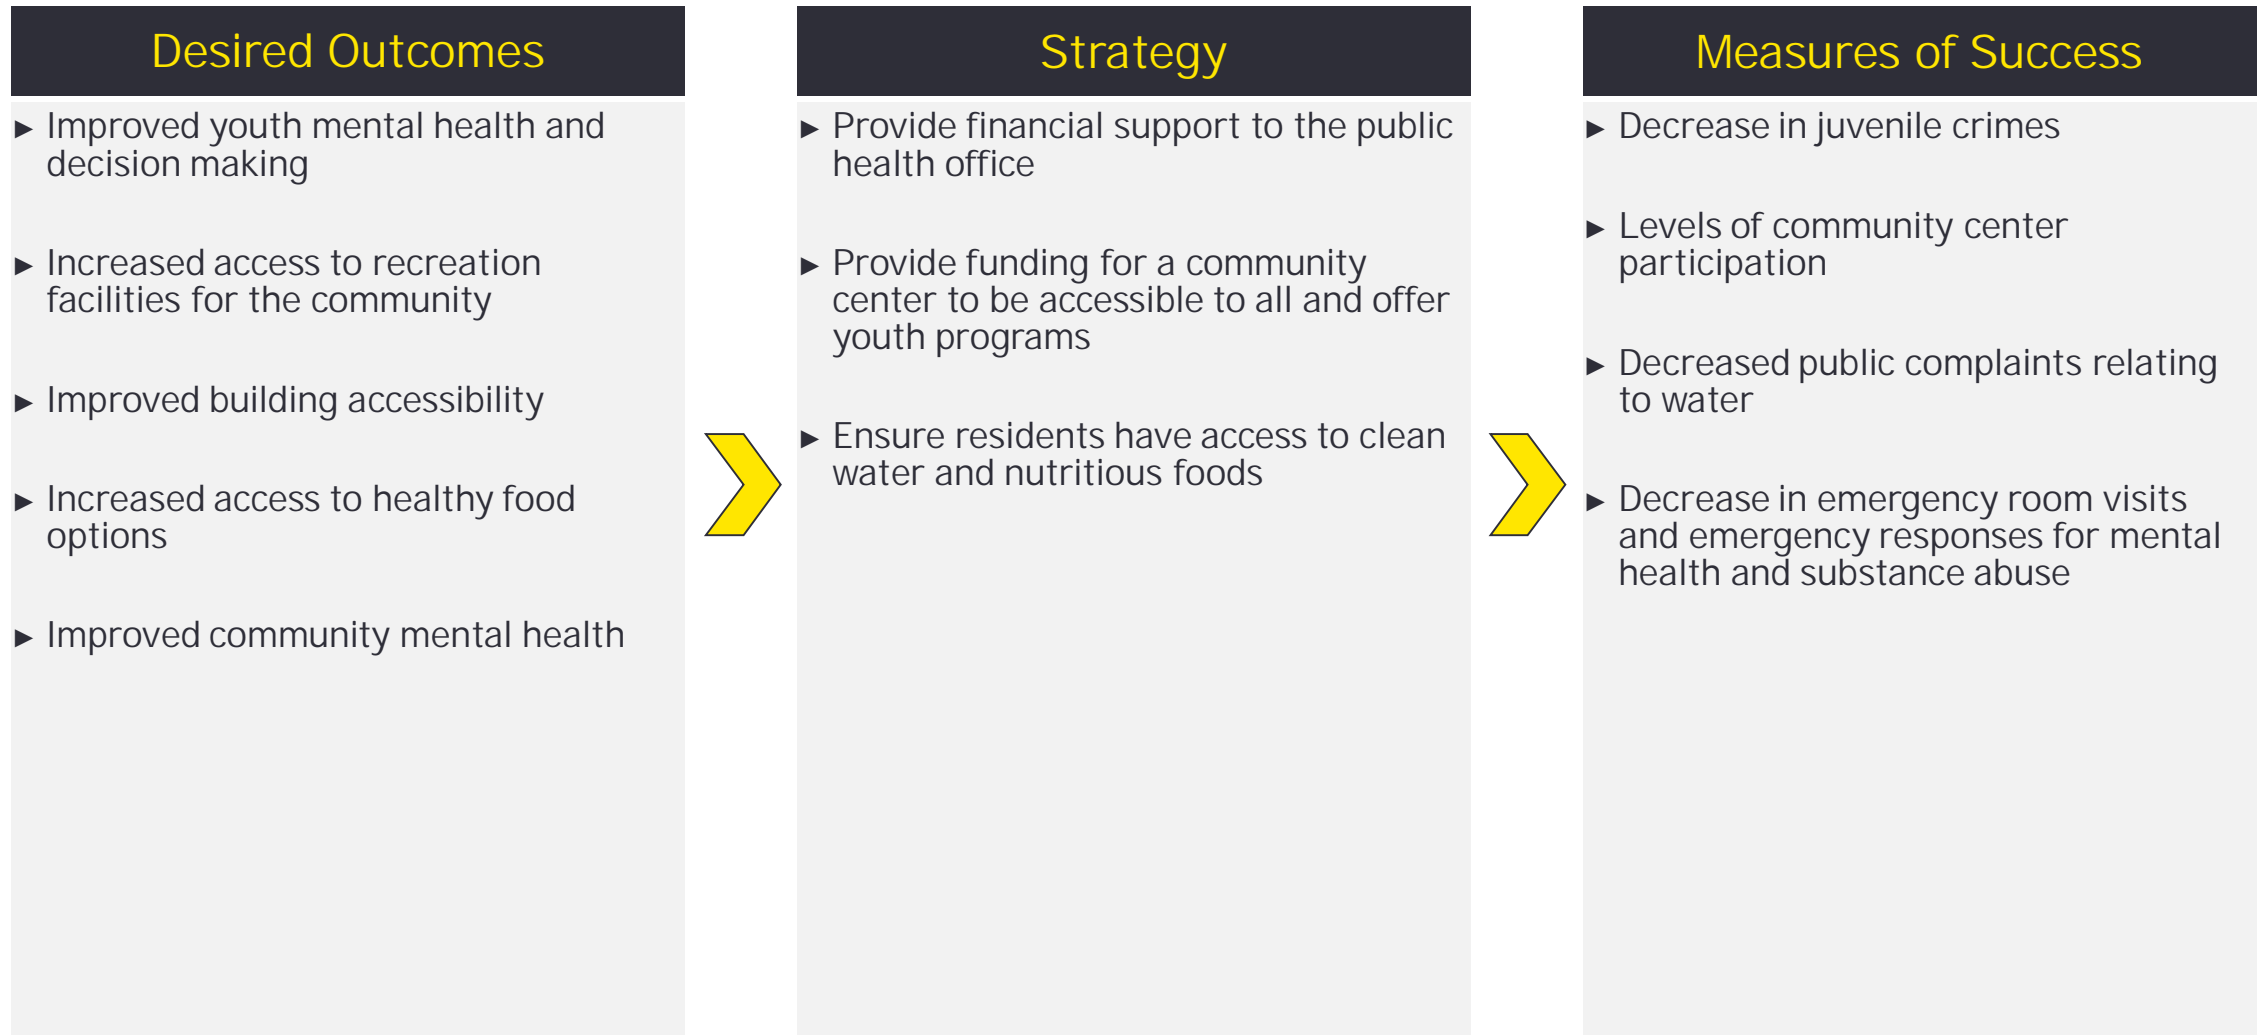 Desired Outcomes
► Improved youth mental health and
decision making
► Increased access to recreation
facilities for the community
► Improved building accessibility
► Increased access to healthy food
options
► Improved community mental health
Strategy
► Provide financial support to the public
health office
► Provide funding for a community
center to be accessible to all and offer
youth programs
► Ensure residents have access to clean
water and nutritious foods
Measures of Success
► Decrease in juvenile crimes
► Levels of community center
participation
► Decreased public complaints relating
to water
► Decrease in emergency room visits
and emergency responses for mental
health and substance abuse